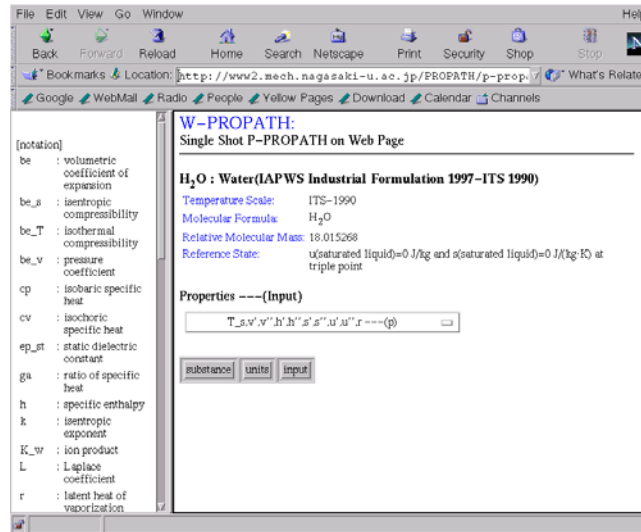 File Edit View Go Window Help
Back Forward Reload Home Search Netscape Print Security Shop Stop N
Bookmarks Location: http://www2.mech.nagasaki-u.ac.jp/PROPATH/p-prop What's Relate
Google WebMail Radio People Yellow Pages Download Calendar Channels
[notation]
be : volumetric
coefficient of
expansion
be_s : isentropic
compressibility
be_T : isothermal
compressibility
be_v : pressure
coefficient
cp : isobaric specific
heat
cv : isochoric
specific heat
ep_st : static dielectric
constant
ga : ratio of specific
heat
h : specific enthalpy
k : isentropic
exponent
K_w : ion product
L : Laplace
coefficient
r : latent heat of
vaporization
W-PROPATH:
Single Shot P-PROPATH on Web Page
H₂O : Water(IAPWS Industrial Formulation 1997-ITS 1990)
Temperature Scale: ITS-1990
Molecular Formula: H₂O
Relative Molecular Mass: 18.015268
Reference State: u(saturated liquid)=0 J/kg and s(saturated liquid)=0 J/(kg·K) at
triple point
Properties ---(Input)
T_s,v',v'',h',h'',s',s'',u',u'',r ---(p)
substance units input